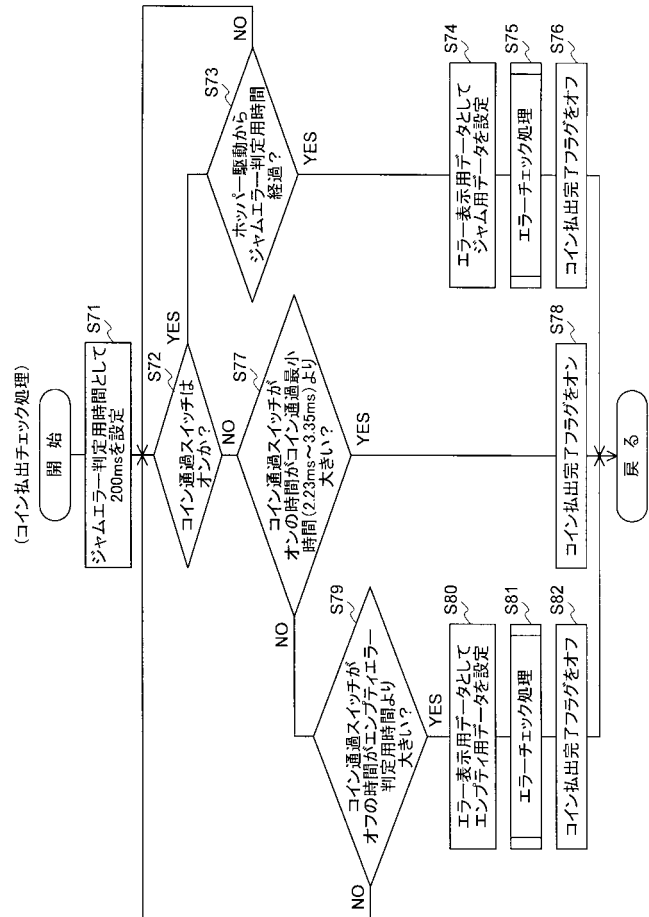 (コイン払出チェック処理)
開 始
S71
ジャムエラー判定用時間として
200msを設定
S72
コイン通過スイッチは
オンか？
YES
NO
S73
ホッパー駆動から
ジャムエラー判定用時間
経過？
NO
YES
S74
エラー表示用データとして
ジャム用データを設定
S75
エラーチェック処理
S76
コイン払出完了フラグをオフ
S77
コイン通過スイッチが
オンの時間がコイン通過最小
時間(2.23ms～3.35ms)より
大きい？
NO
YES
S78
コイン払出完了フラグをオン
S79
コイン通過スイッチが
オフの時間がエンプティエラー
判定用時間より
大きい？
NO
YES
S80
エラー表示用データとして
エンプティ用データを設定
S81
エラーチェック処理
S82
コイン払出完了フラグをオフ
戻 る